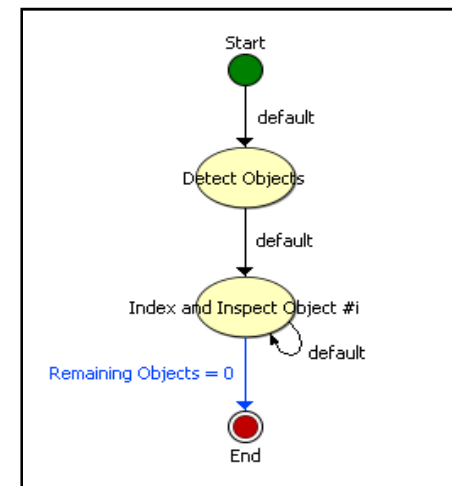 Start
default
Detect Objects
default
Index and Inspect Object #i
default
Remaining Objects = 0
End